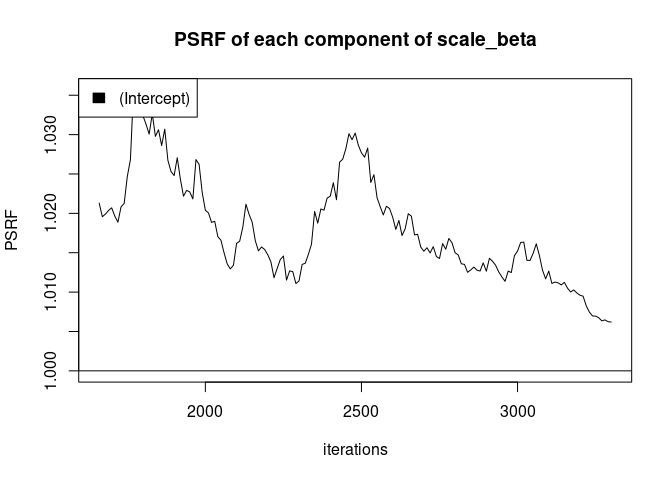 PSRF of each component of scale_beta
(Intercept)
PSRF
1.030
1.020
1.010
1.000
2000 2500 3000
iterations